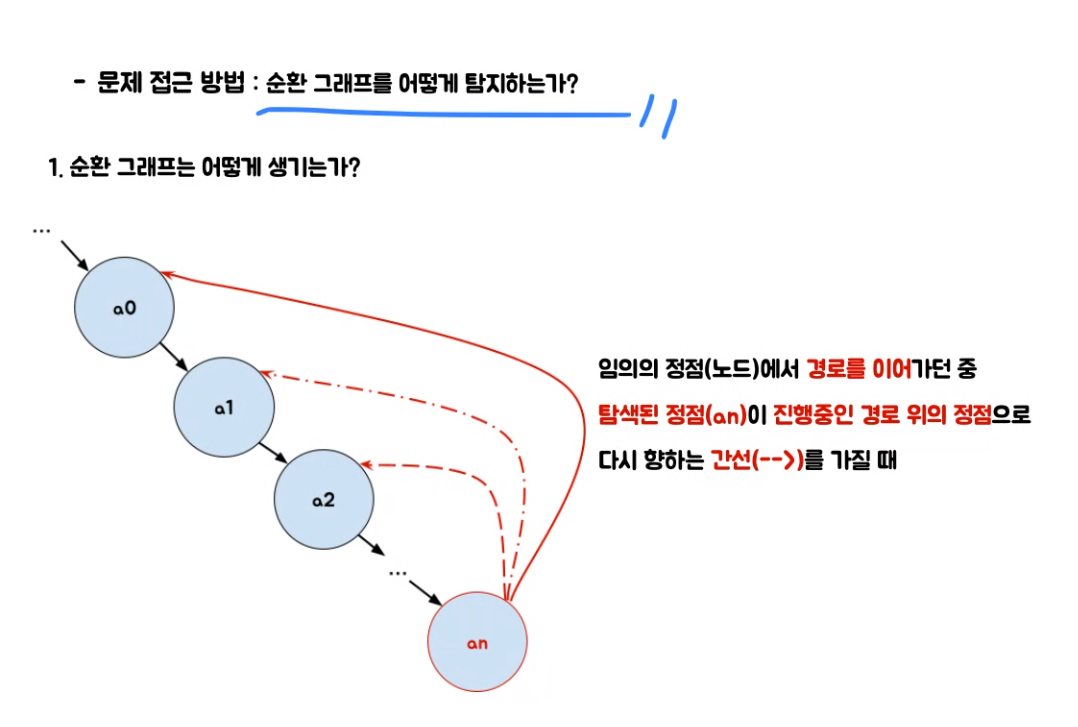 - 문제 접근 방법 : 순환 그래프를 어떻게 탐지하는가?
1. 순환 그래프는 어떻게 생기는가?
...
a0
a1
a2
...
an
임의의 정점(노드)에서 경로를 이어가던 중
탐색된 정점(an)이 진행중인 경로 위의 정점으로
다시 향하는 간선(-->)를 가질 때